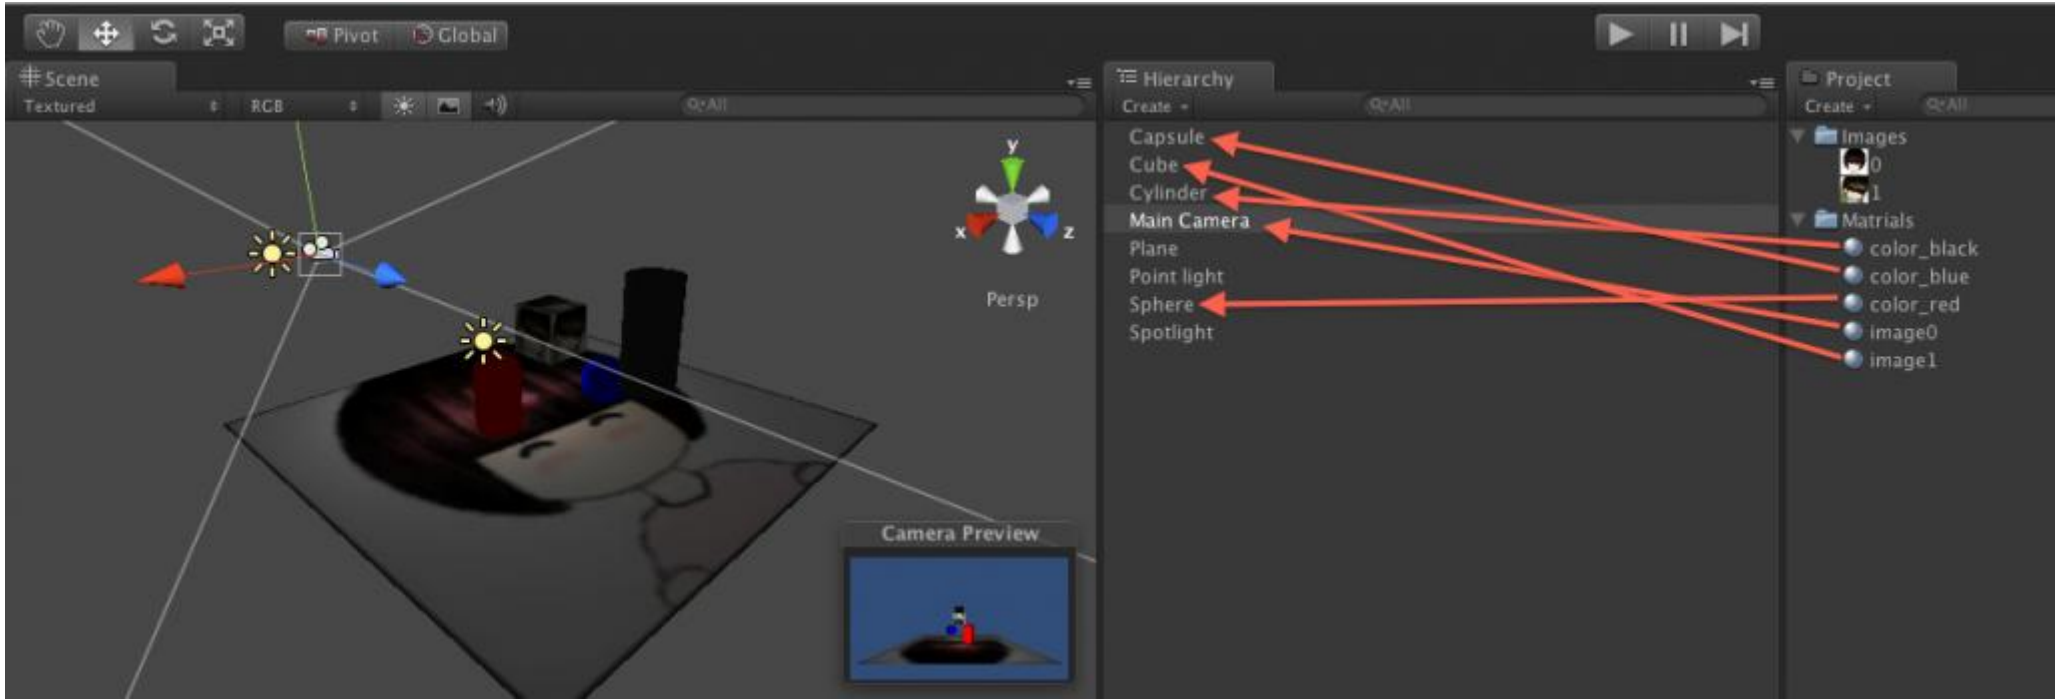 Pivot Global
Scene
Textured RGB All
y
x z
Persp
Camera Preview
Hierarchy
Create All
Capsule
Cube
Cylinder
Main Camera
Plane
Point light
Sphere
Spotlight
Project
Create All
Images
0
1
Matrials
color_black
color_blue
color_red
image0
image1